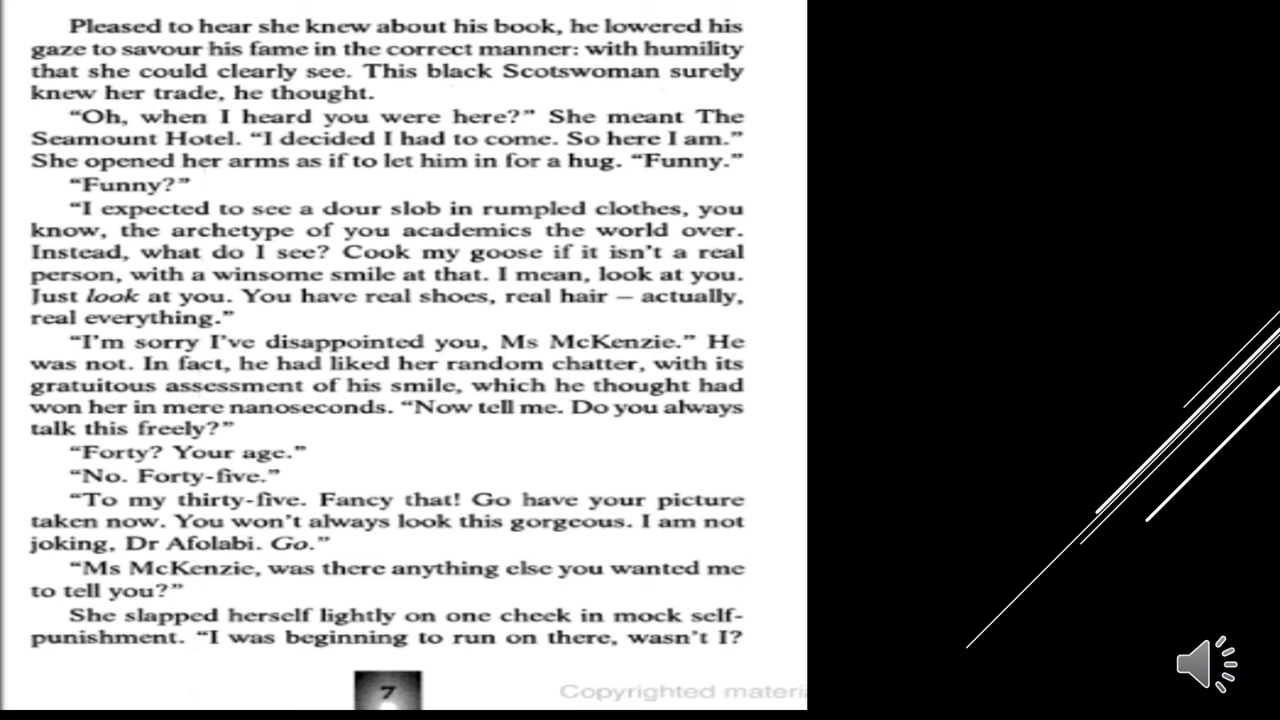 Pleased to hear she knew about his book, he lowered his
gaze to savour his fame in the correct manner: with humility
that she could clearly see. This black Scotswoman surely
knew her trade, he thought.
“Oh, when I heard you were here?” She meant The
Seamount Hotel. “I decided I had to come. So here I am.”
She opened her arms as if to let him in for a hug. “Funny.”
“Funny?”
“I expected to see a dour slob in rumpled clothes, you
know, the archetype of you academics the world over.
Instead, what do I see? Cook my goose if it isn’t a real
person, with a winsome smile at that. I mean, look at you.
Just look at you. You have real shoes, real hair – actually,
real everything.”
“I’m sorry I’ve disappointed you, Ms McKenzie.” He
was not. In fact, he had liked her random chatter, with its
gratuitous assessment of his smile, which he thought had
won her in mere nanoseconds. “Now tell me. Do you always
talk this freely?”
“Forty? Your age.”
“No. Forty-five.”
“To my thirty-five. Fancy that! Go have your picture
taken now. You won’t always look this gorgeous. I am not
joking, Dr Afolabi. Go.”
“Ms McKenzie, was there anything else you wanted me
to tell you?”
She slapped herself lightly on one cheek in mock self-
punishment. “I was beginning to run on there, wasn’t I?
7
Copyrighted materi